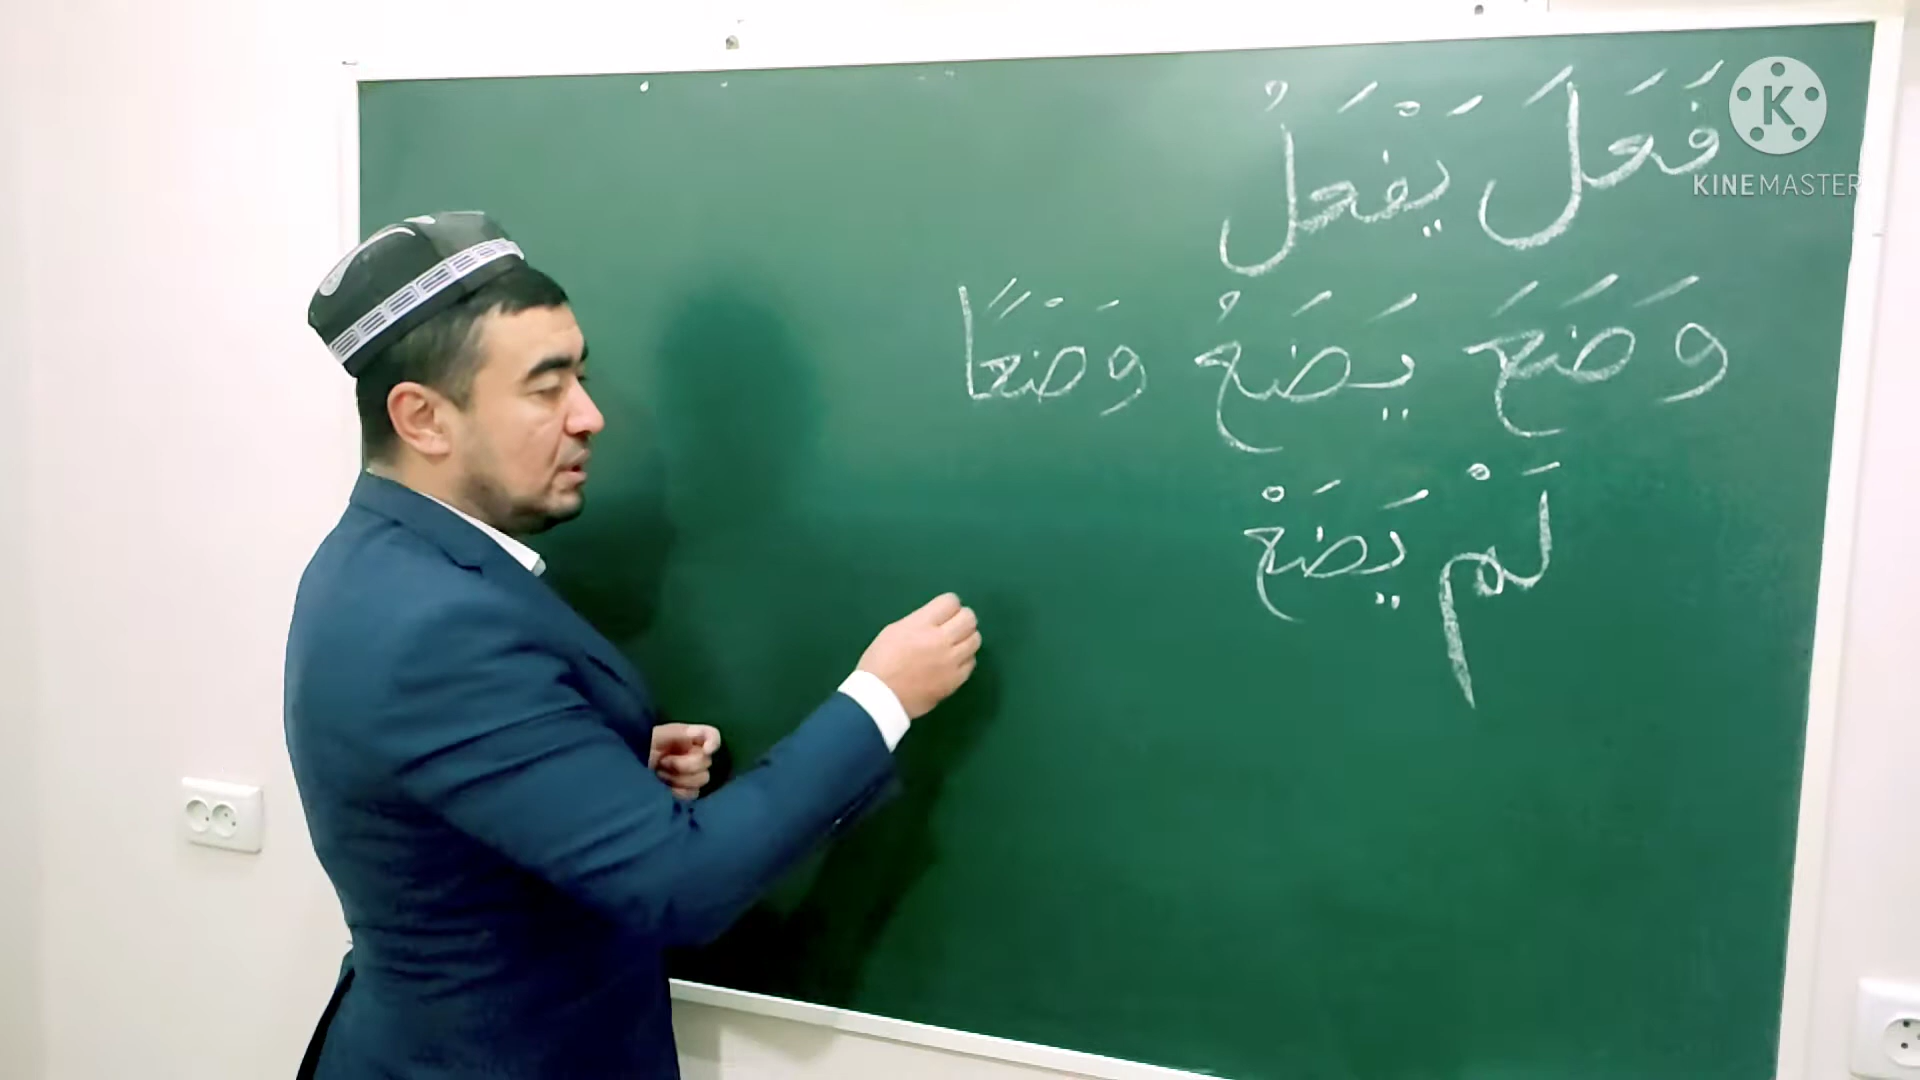 فَعَلَ يَفْعَلُ
وَضَعَ يَضَعُ وَضْعًا
لَمْ يَضَعْ
KINEMASTER